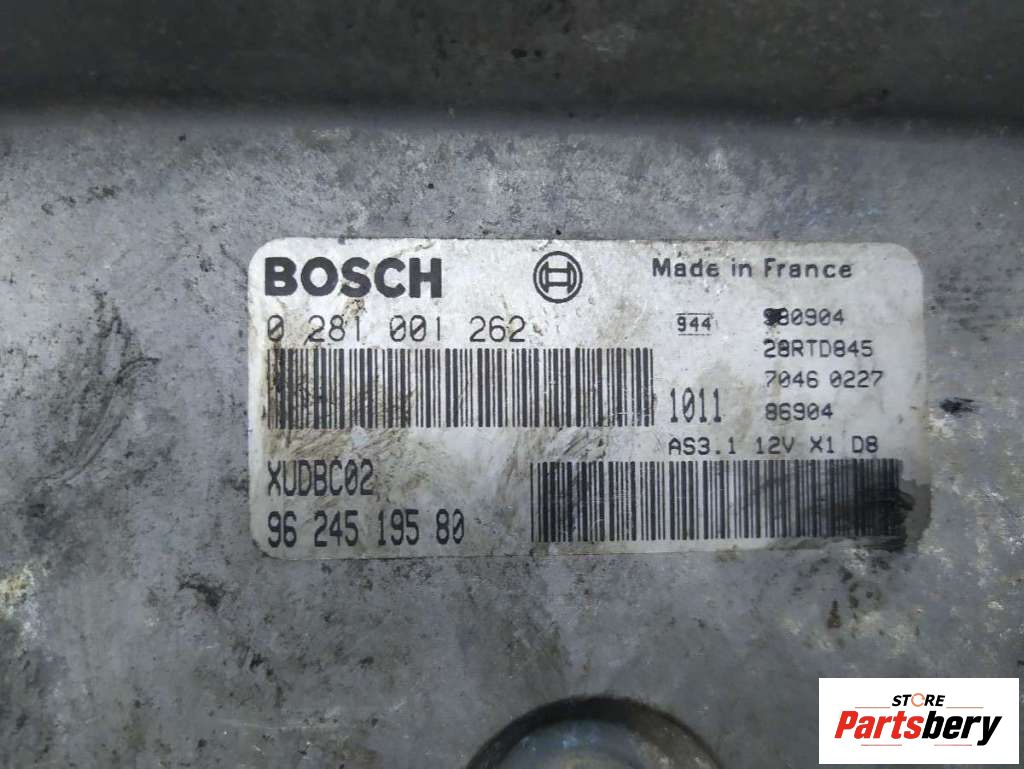 BOSCH
Made in France
0 281 001 262
944
980904
28RTD845
7046 0227
1011
86904
AS3.1 12V X1 D8
XUDBC02
96 245 195 80
STORE
Partsbery